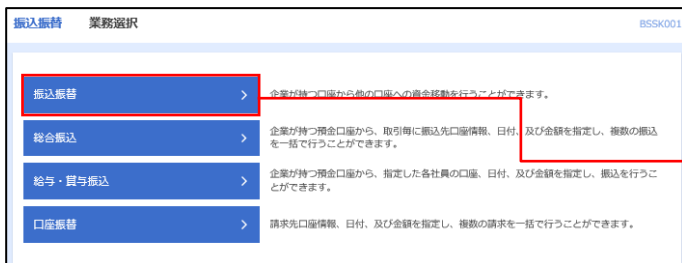 振込振替 業務選択 BSSK001
振込振替 企業が持つ口座から他の口座への資金移動を行うことができます。
総合振込 企業が持つ預金口座から、取引毎に振込先口座情報、日付、及び金額を指定し、複数の振込
を一括で行うことができます。
給与・賞与振込 企業が持つ預金口座から、指定した各社員の口座、日付、及び金額を指定し、振込を行うこ
とができます。
口座振替 請求先口座情報、日付、及び金額を指定し、複数の請求を一括で行うことができます。